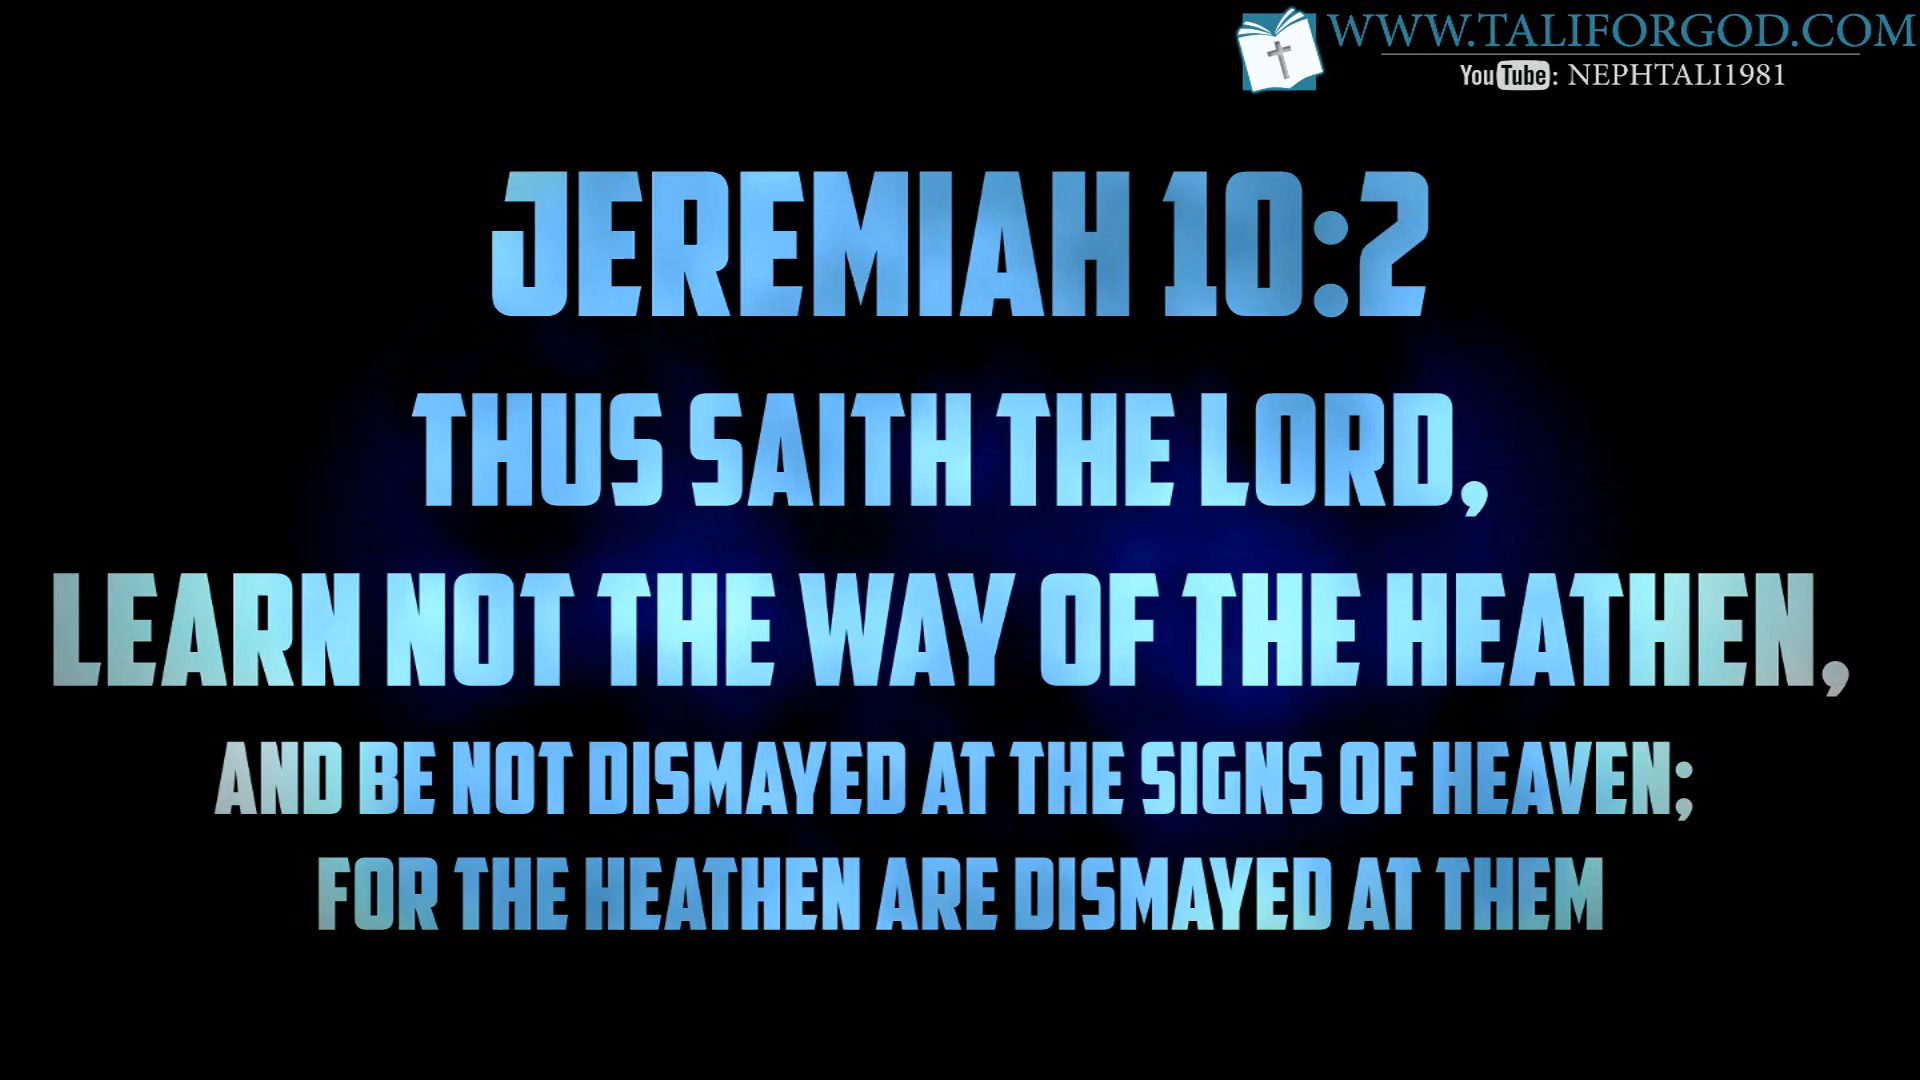 WWW.TALIFORGOD.COM
YouTube: NEPHTALI1981
JEREMIAH 10:2
THUS SAITH THE LORD,
LEARN NOT THE WAY OF THE HEATHEN,
AND BE NOT DISMAYED AT THE SIGNS OF HEAVEN;
FOR THE HEATHEN ARE DISMAYED AT THEM